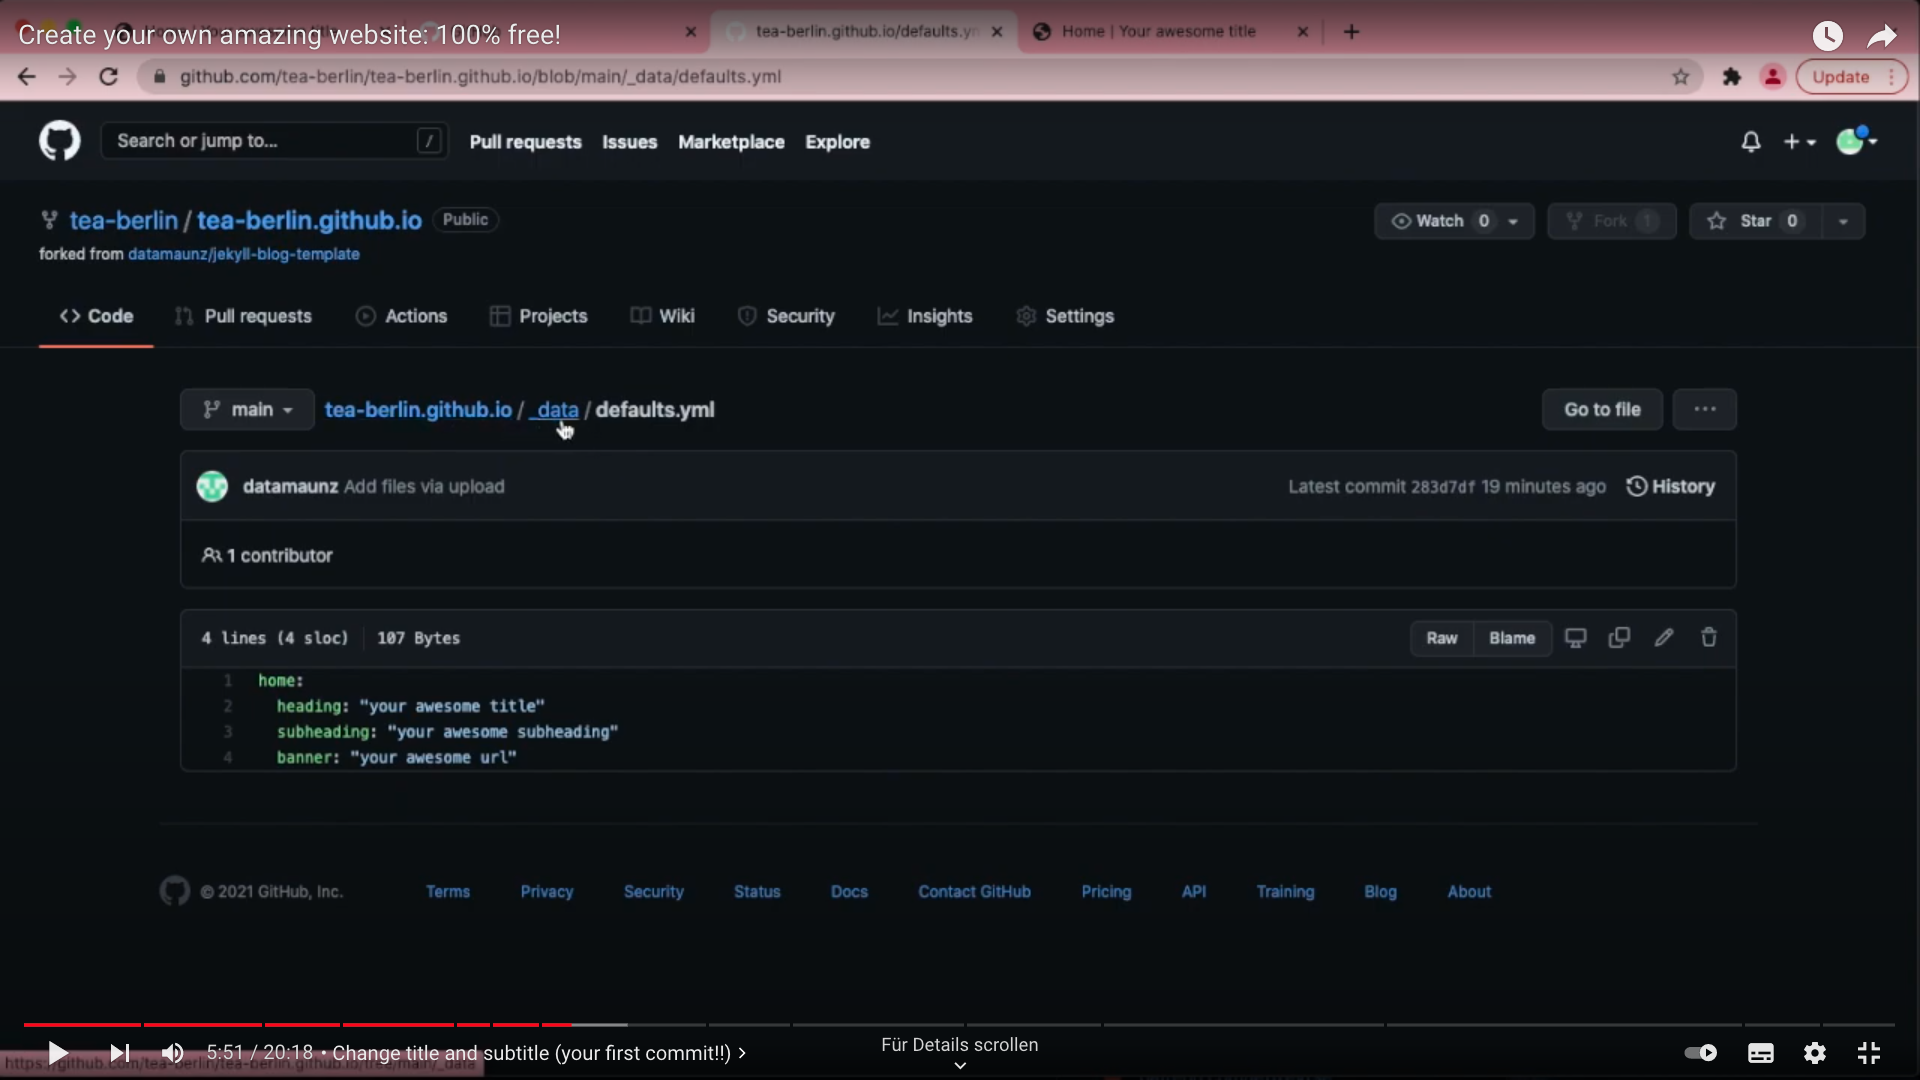 Create your own amazing website: 100% free!
tea-berlin.github.io/defaults.yn
Home | Your awesome title
github.com/tea-berlin/tea-berlin.github.io/blob/main/_data/defaults.yml
Update
Search or jump to... /
Pull requests Issues Marketplace Explore
tea-berlin / tea-berlin.github.io Public
Watch 0 Fork 1 Star 0
forked from datamaunz/jekyll-blog-template
<> Code Pull requests Actions Projects Wiki Security Insights Settings
main tea-berlin.github.io / _data / defaults.yml Go to file ...
datamaunz Add files via upload Latest commit 283d7df 19 minutes ago History
1 contributor
4 lines (4 sloc) 107 Bytes Raw Blame
1 home:
2 heading: "your awesome title"
3 subheading: "your awesome subheading"
4 banner: "your awesome url"
© 2021 GitHub, Inc. Terms Privacy Security Status Docs Contact GitHub Pricing API Training Blog About
5:51 / 20:18 • Change title and subtitle (your first commit!!) >
Für Details scrollen
https://github.com/tea-berlin/tea-berlin.github.io/tree/main/_data